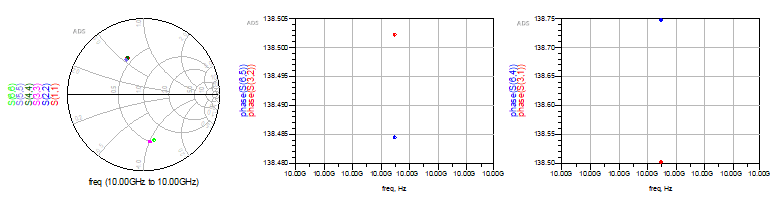 ADS
S(6,6)
S(5,5)
S(4,4)
S(3,3)
S(2,2)
S(1,1)
freq (10.00GHz to 10.00GHz)
ADS
phase(S(6,5))
phase(S(3,2))
138.505
138.500
138.495
138.490
138.485
138.480
10.00G 10.00G 10.00G 10.00G 10.00G 10.00G 10.00G 10.00G
freq, Hz
ADS
phase(S(6,4))
phase(S(3,1))
138.75
138.70
138.65
138.60
138.55
138.50
10.00G 10.00G 10.00G 10.00G 10.00G 10.00G 10.00G 10.00G
freq, Hz